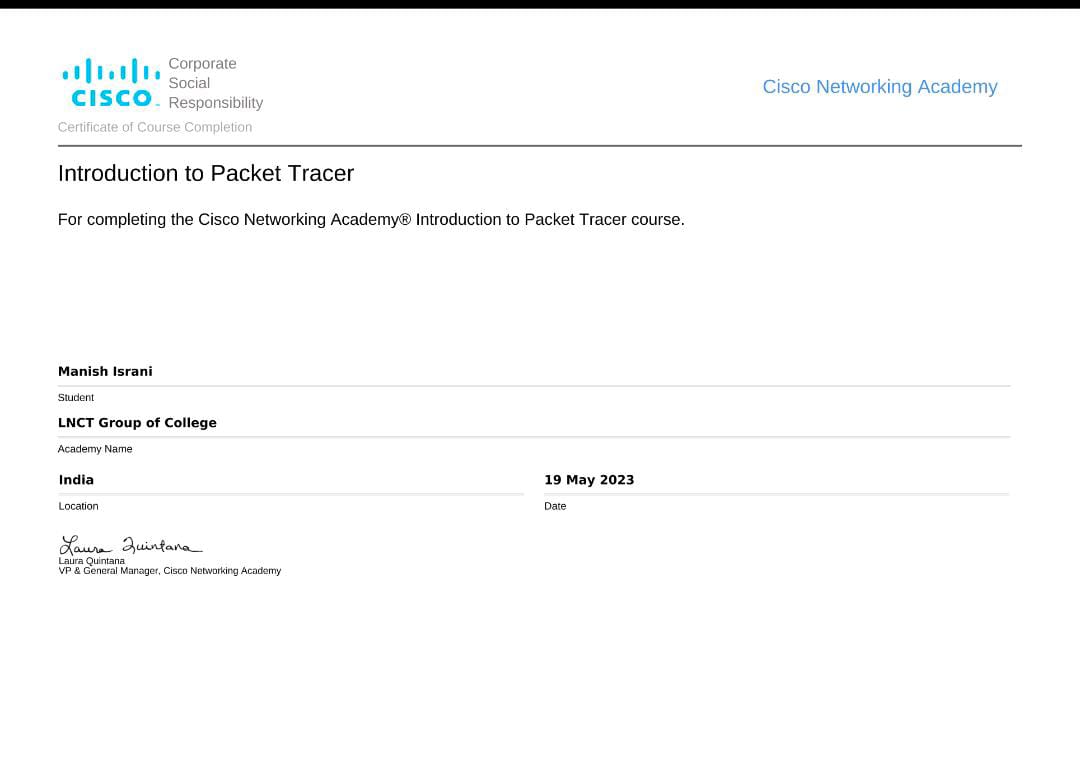 Corporate
Social
Responsibility
CISCO
Cisco Networking Academy
Certificate of Course Completion
Introduction to Packet Tracer
For completing the Cisco Networking Academy® Introduction to Packet Tracer course.
Manish Israni
Student
LNCT Group of College
Academy Name
India
Location
19 May 2023
Date
Laura Quintana
Laura Quintana
VP & General Manager, Cisco Networking Academy